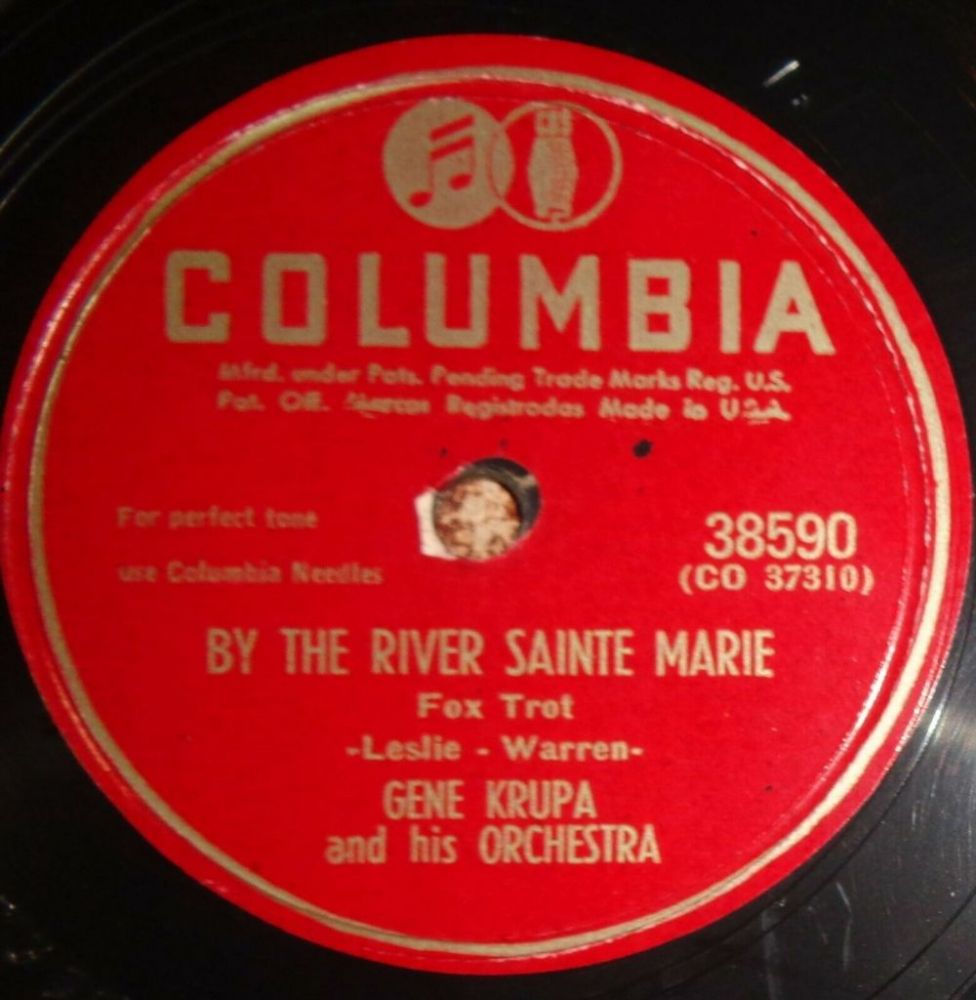 CBS
COLUMBIA
Mfrd. under Pats. Pending Trade Marks Reg. U.S.
Pat. Off. Marcas Registradas Made in U.S.A.
For perfect tone
use Columbia Needles
38590
(CO 37310)
BY THE RIVER SAINTE MARIE
Fox Trot
-Leslie - Warren-
GENE KRUPA
and his ORCHESTRA